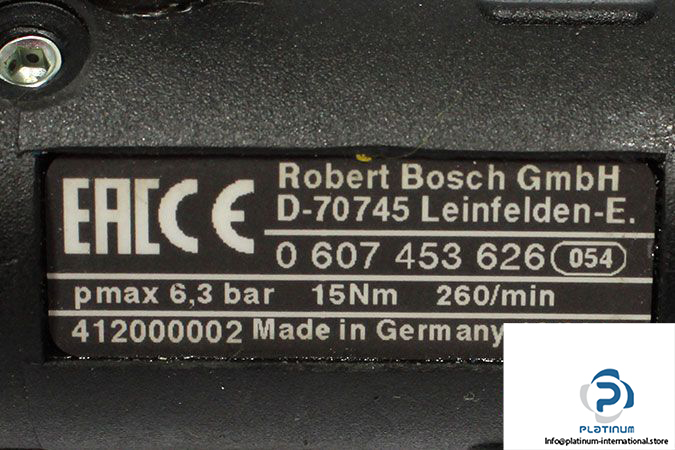 EAC CE
Robert Bosch GmbH
D-70745 Leinfelden-E.
0 607 453 626 054
pmax 6,3 bar 15Nm 260/min
412000002 Made in Germany
PLATINUM
Info@platinum-international.store